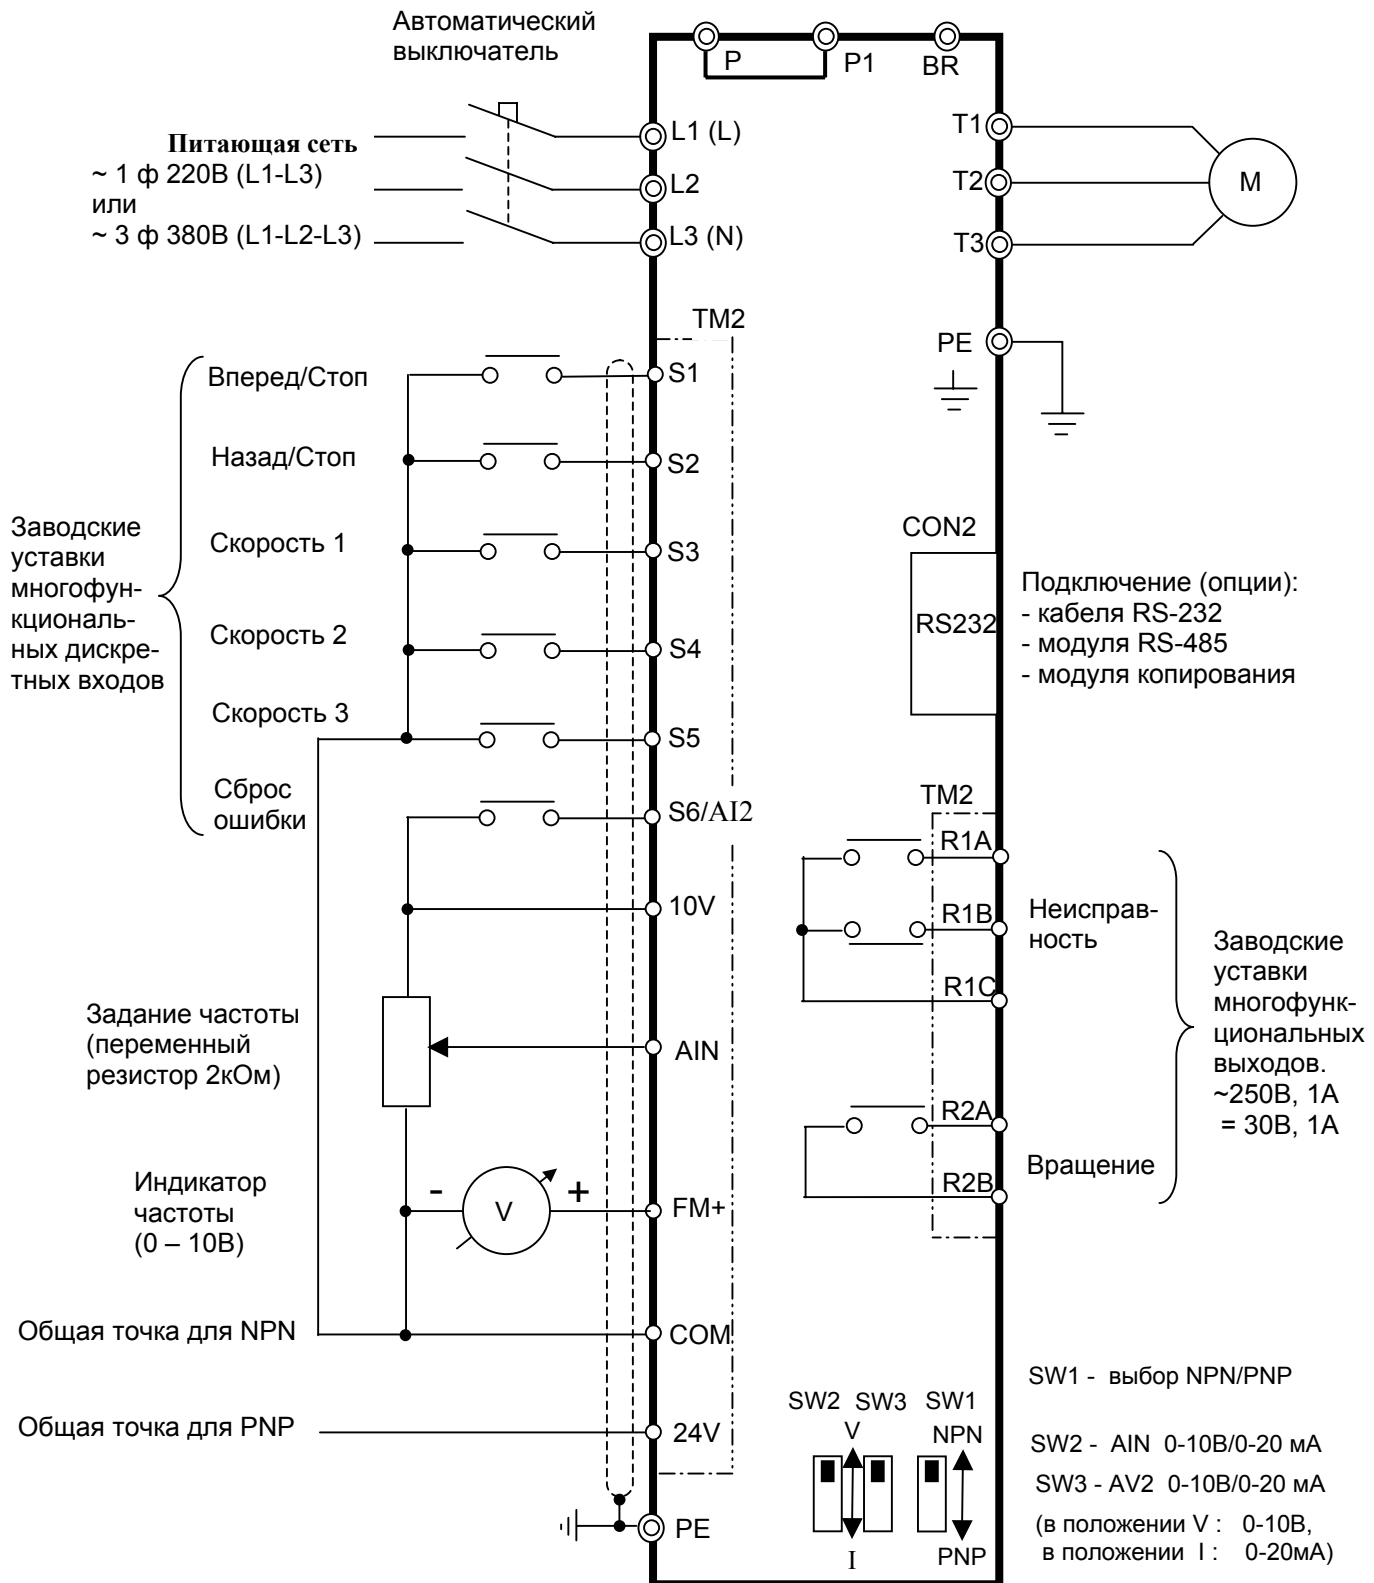 Автоматический
выключатель
P
P1
BR
L1 (L)
T1
Питающая сеть
~ 1 ф 220В (L1-L3)
или
~ 3 ф 380В (L1-L2-L3)
L2
T2
M
L3 (N)
T3
TM2
PE
Вперед/Стоп
S1
Назад/Стоп
S2
Заводские
уставки
многофун-
кциональ-
ных дискре-
тных входов
Скорость 1
S3
CON2
RS232
Подключение (опции):
- кабеля RS-232
- модуля RS-485
- модуля копирования
Скорость 2
S4
Скорость 3
S5
Сброс
ошибки
S6/AI2
TM2
R1A
10V
R1B
Неисправ-
ность
R1C
Заводские
уставки
многофунк-
циональных
выходов.
~250В, 1А
= 30В, 1А
Задание частоты
(переменный
резистор 2кОм)
AIN
R2A
Вращение
R2B
Индикатор
частоты
(0 – 10В)
-
V
+
FM+
Общая точка для NPN
COM
Общая точка для PNP
24V
PE
SW2
SW3
SW1
V
NPN
I
PNP
SW1 - выбор NPN/PNP
SW2 - AIN 0-10В/0-20 мА
SW3 - AV2 0-10В/0-20 мА
(в положении V : 0-10В,
в положении I : 0-20мА)